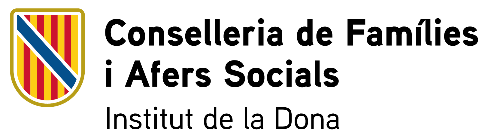 Conselleria de Famílies
i Afers Socials
Institut de la Dona